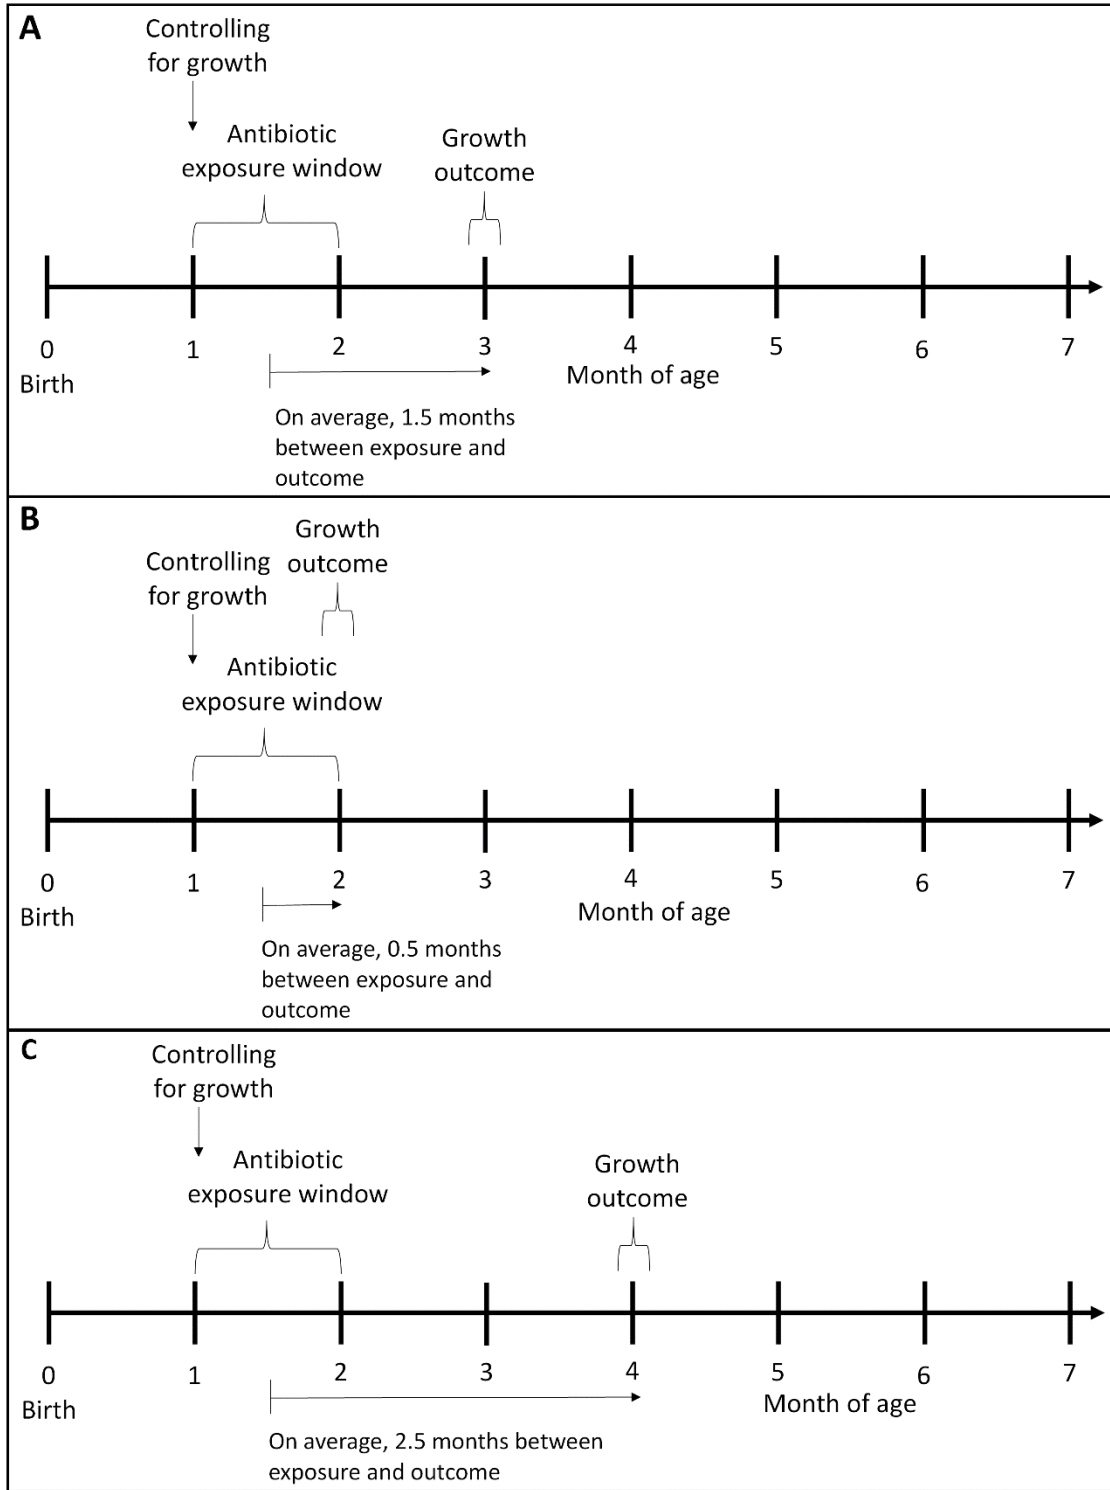 A
Controlling
for growth
Antibiotic
exposure window
Growth
outcome
0 1 2 3 4 5 6 7
Birth
Month of age
On average, 1.5 months
between exposure and
outcome
B
Growth
outcome
Controlling
for growth
Antibiotic
exposure window
0 1 2 3 4 5 6 7
Birth
Month of age
On average, 0.5 months
between exposure and
outcome
C
Controlling
for growth
Antibiotic
exposure window
Growth
outcome
0 1 2 3 4 5 6 7
Birth
Month of age
On average, 2.5 months between
exposure and outcome